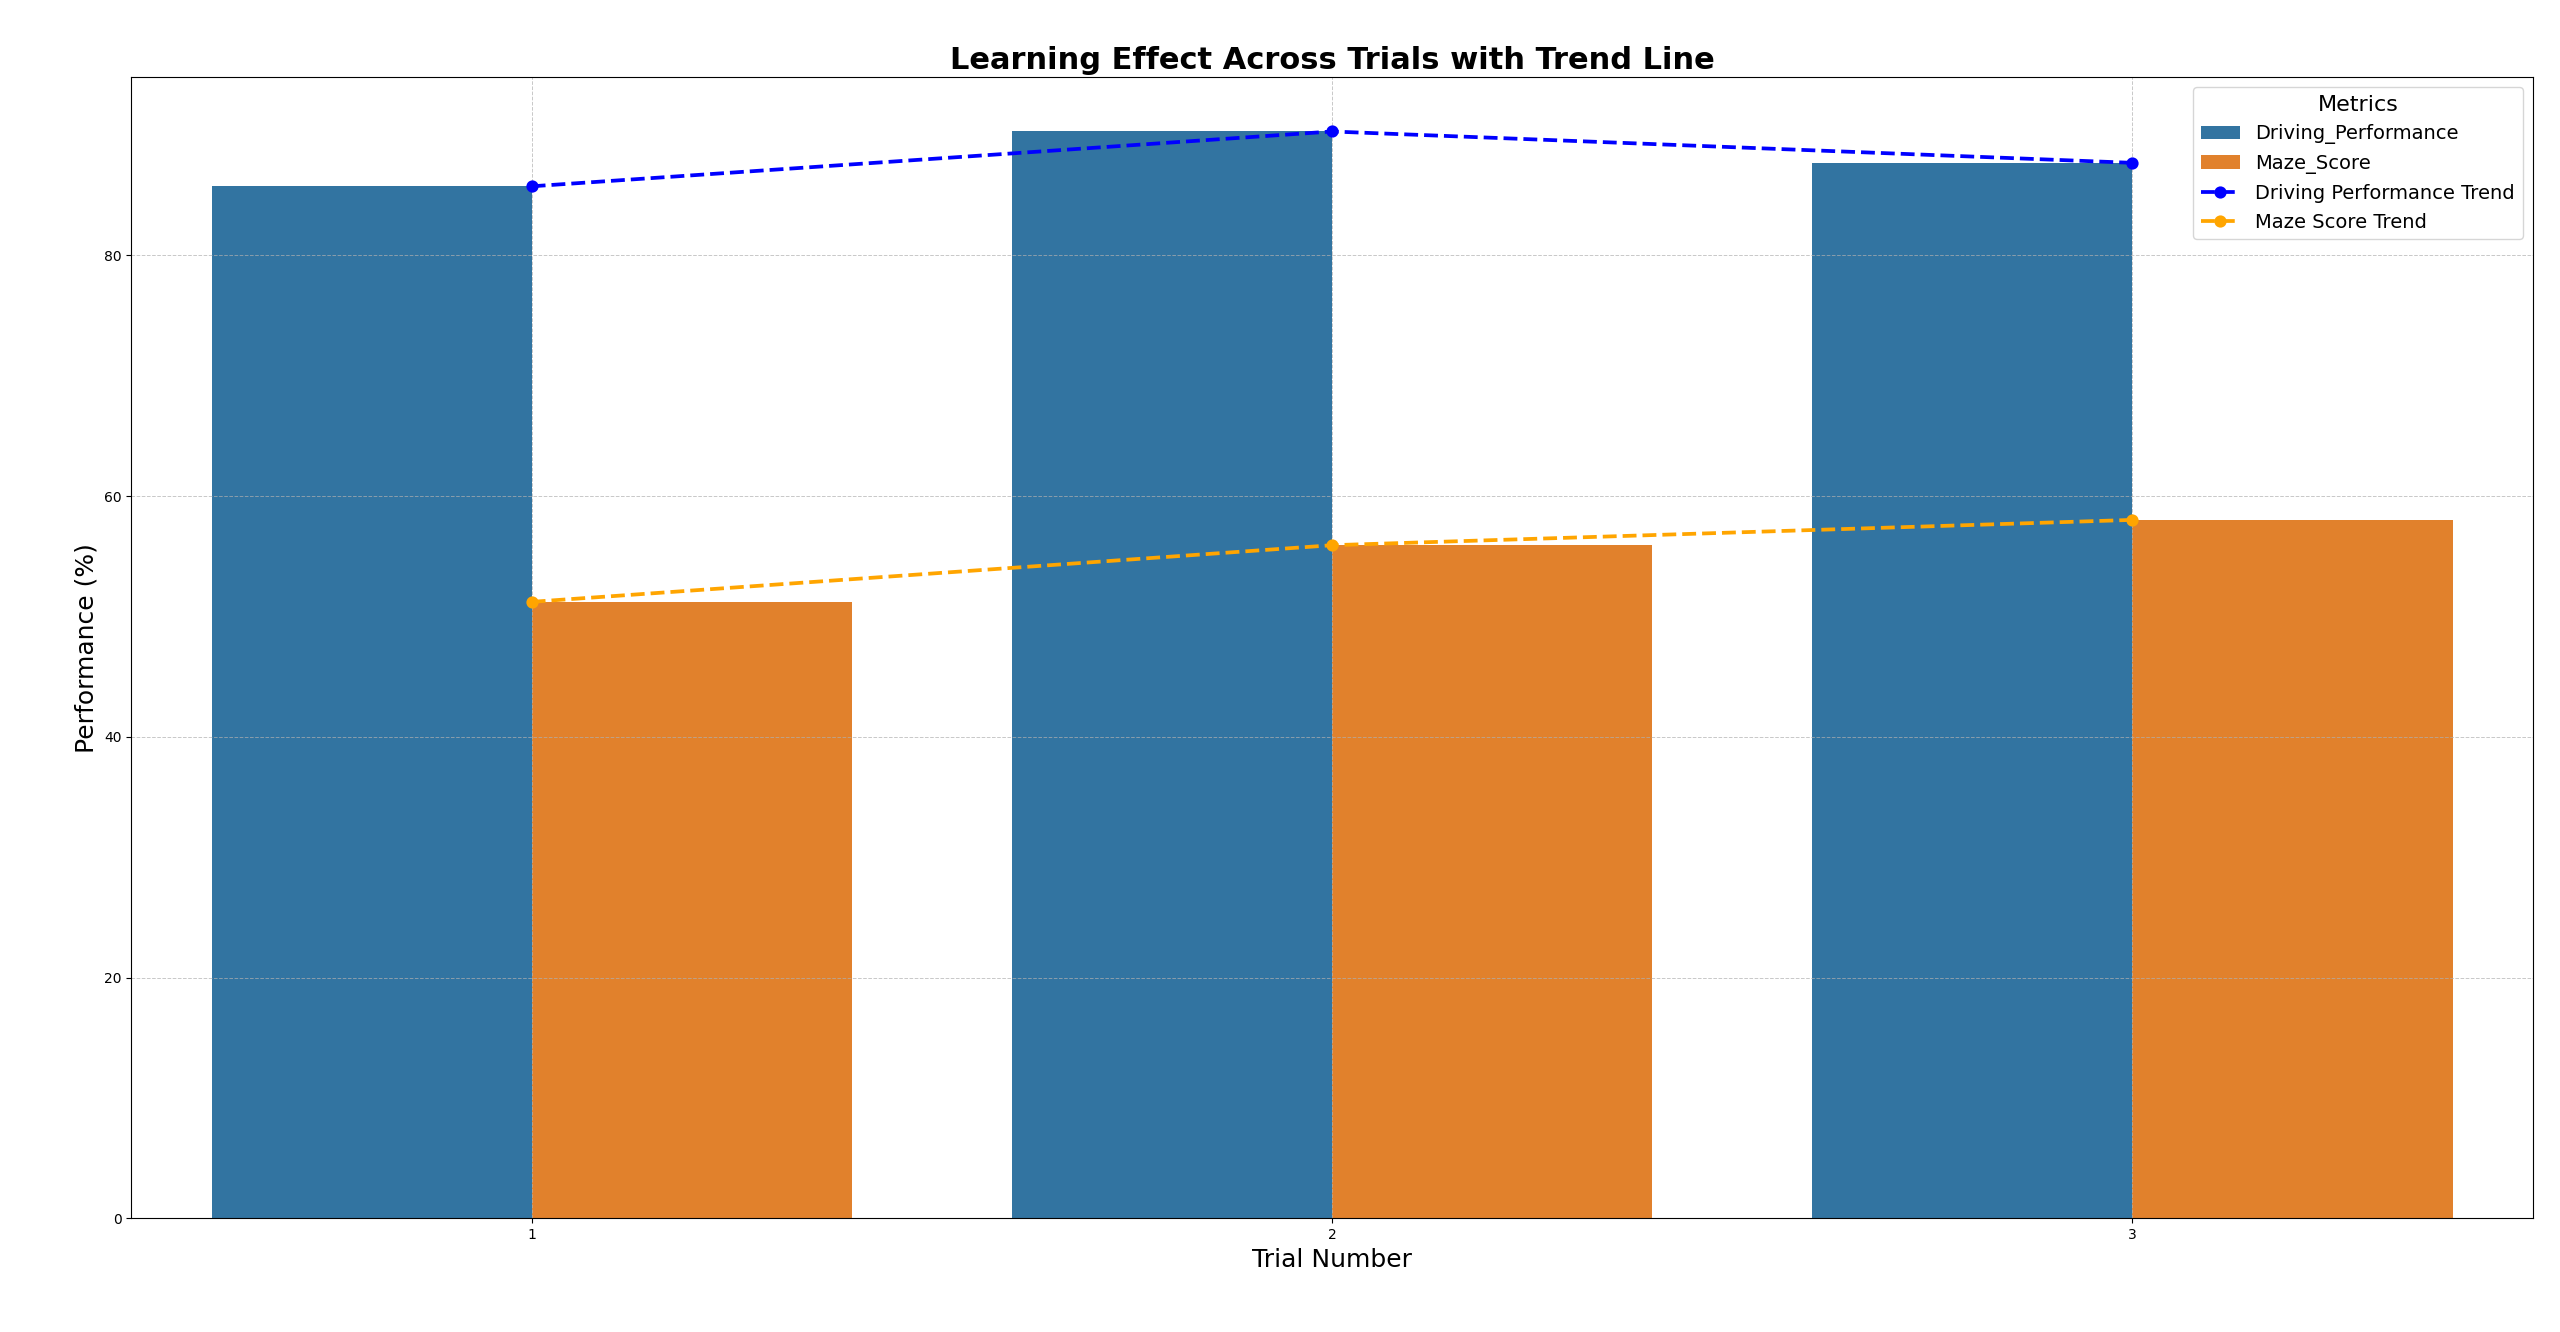 Learning Effect Across Trials with Trend Line
Metrics
Driving_Performance
Maze_Score
Driving Performance Trend
Maze Score Trend
Performance (%)
80
60
40
20
0
1
2
3
Trial Number